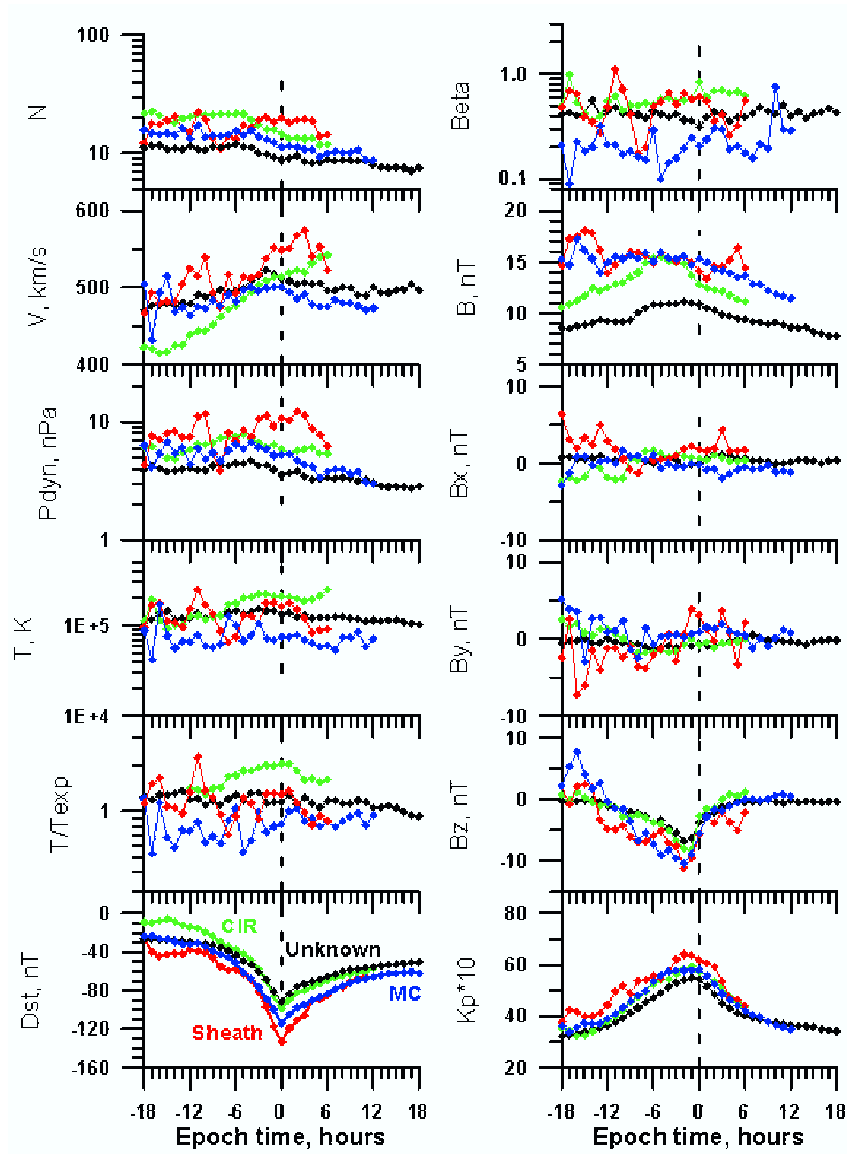 100
10
N
600
500
400
V, km/s
10
1
Pdyn, nPa
1E+5
1E+4
T, K
1
T/Texp
0
-40
-80
-120
-160
Dst, nT
CIR
Unknown
MC
Sheath
-18 -12 -6 0 6 12 18
Epoch time, hours
1.0
0.1
Beta
20
15
10
5
B, nT
10
0
-10
Bx, nT
10
0
-10
By, nT
10
0
-10
Bz, nT
80
60
40
20
Kp*10
-18 -12 -6 0 6 12 18
Epoch time, hours